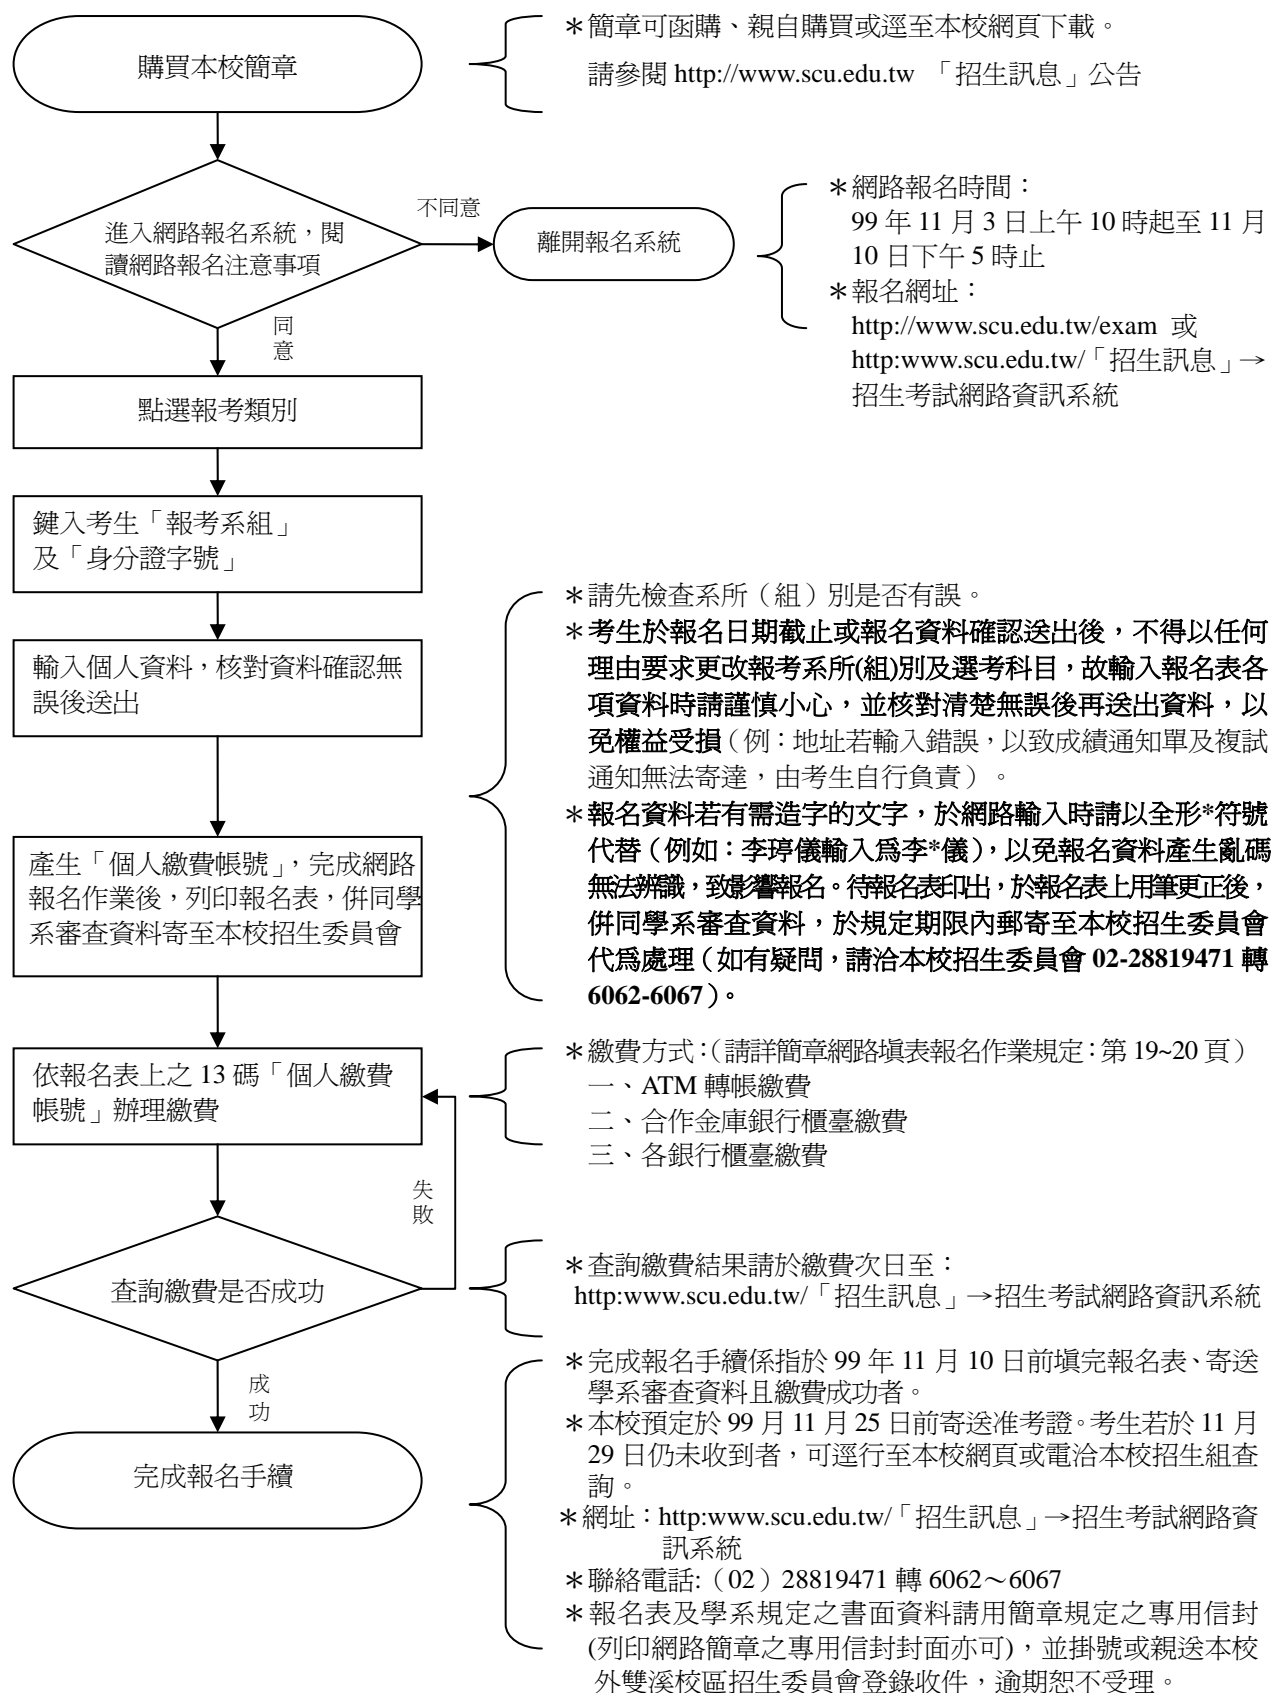 購買本校簡章
＊簡章可函購、親自購買或逕至本校網頁下載。
請參閱 http://www.scu.edu.tw 「招生訊息」公告
進入網路報名系統，閱
讀網路報名注意事項
不同意
離開報名系統
＊網路報名時間：
99 年 11 月 3 日上午 10 時起至 11 月
10 日下午 5 時止
＊報名網址：
http://www.scu.edu.tw/exam 或
http:www.scu.edu.tw/「招生訊息」→
招生考試網路資訊系統
同
意
點選報考類別
鍵入考生「報考系組」
及「身分證字號」
輸入個人資料，核對資料確認無
誤後送出
產生「個人繳費帳號」，完成網路
報名作業後，列印報名表，併同學
系審查資料寄至本校招生委員會
＊請先檢查系所（組）別是否有誤。
＊考生於報名日期截止或報名資料確認送出後，不得以任何
理由要求更改報考系所(組)別及選考科目，故輸入報名表各
項資料時請謹慎小心，並核對清楚無誤後再送出資料，以
免權益受損（例：地址若輸入錯誤，以致成績通知單及複試
通知無法寄達，由考生自行負責）。
＊報名資料若有需造字的文字，於網路輸入時請以全形*符號
代替（例如：李㻎儀輸入為李*儀），以免報名資料產生亂碼
無法辨識，致影響報名。待報名表印出，於報名表上用筆更正後，
併同學系審查資料，於規定期限內郵寄至本校招生委員會
代為處理（如有疑問，請洽本校招生委員會 02-28819471 轉
6062-6067）。
依報名表上之 13 碼「個人繳費
帳號」辦理繳費
＊繳費方式：（請詳簡章網路填表報名作業規定：第 19~20 頁）
一、ATM 轉帳繳費
二、合作金庫銀行櫃臺繳費
三、各銀行櫃臺繳費
失
敗
查詢繳費是否成功
＊查詢繳費結果請於繳費次日至：
http:www.scu.edu.tw/「招生訊息」→招生考試網路資訊系統
成
功
完成報名手續
＊完成報名手續係指於 99 年 11 月 10 日前填完報名表、寄送
學系審查資料且繳費成功者。
＊本校預定於 99 月 11 月 25 日前寄送准考證。考生若於 11 月
29 日仍未收到者，可逕行至本校網頁或電洽本校招生組查
詢。
＊網址：http:www.scu.edu.tw/「招生訊息」→招生考試網路資
訊系統
＊聯絡電話:（02）28819471 轉 6062～6067
＊報名表及學系規定之書面資料請用簡章規定之專用信封
(列印網路簡章之專用信封封面亦可)，並掛號或親送本校
外雙溪校區招生委員會登錄收件，逾期恕不受理。